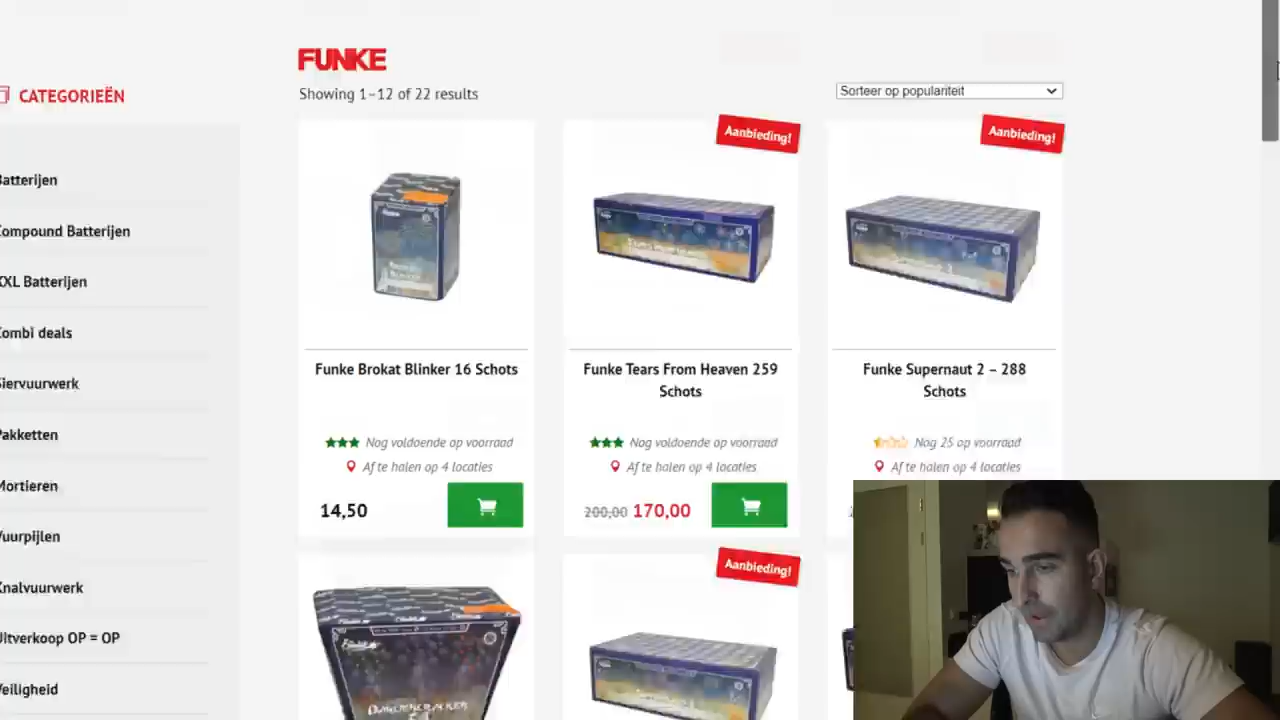 FUNKE
Showing 1–12 of 22 results
Sorteer op populariteit
CATEGORIEËN
Batterijen
Compound Batterijen
XXL Batterijen
Combi deals
Siervuurwerk
Pakketten
Mortieren
Vuurpijlen
Knalvuurwerk
Uitverkoop OP = OP
Veiligheid
Funke Brokat Blinker 16 Schots
Nog voldoende op voorraad
Af te halen op 4 locaties
14,50
Aanbieding!
Funke Tears From Heaven 259
Schots
Nog voldoende op voorraad
Af te halen op 4 locaties
200,00 170,00
Aanbieding!
Funke Supernaut 2 – 288
Schots
Nog 25 op voorraad
Af te halen op 4 locaties
Aanbieding!